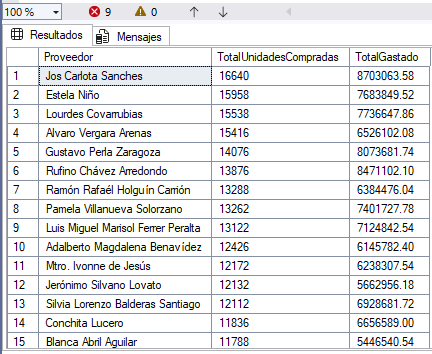 100 % 9 0
Resultados Mensajes
Proveedor TotalUnidadesCompradas TotalGastado
1 Jos Carlota Sanches 16640 8703063.58
2 Estela Niño 15958 7683849.52
3 Lourdes Covarrubias 15538 7736647.86
4 Alvaro Vergara Arenas 15416 6526102.08
5 Gustavo Perla Zaragoza 14076 8073681.74
6 Rufino Chávez Arredondo 13876 8471102.10
7 Ramón Rafaél Holguín Carrión 13288 6384476.04
8 Pamela Villanueva Solorzano 13262 7401727.78
9 Luis Miguel Marisol Ferrer Peralta 13122 7124842.54
10 Adalberto Magdalena Benavídez 12426 6145782.40
11 Mtro. Ivonne de Jesús 12172 6238307.54
12 Jerónimo Silvano Lovato 12132 5662956.18
13 Silvia Lorenzo Balderas Santiago 12112 6928681.72
14 Conchita Lucero 11836 6656589.00
15 Blanca Abril Aguilar 11788 5446540.54